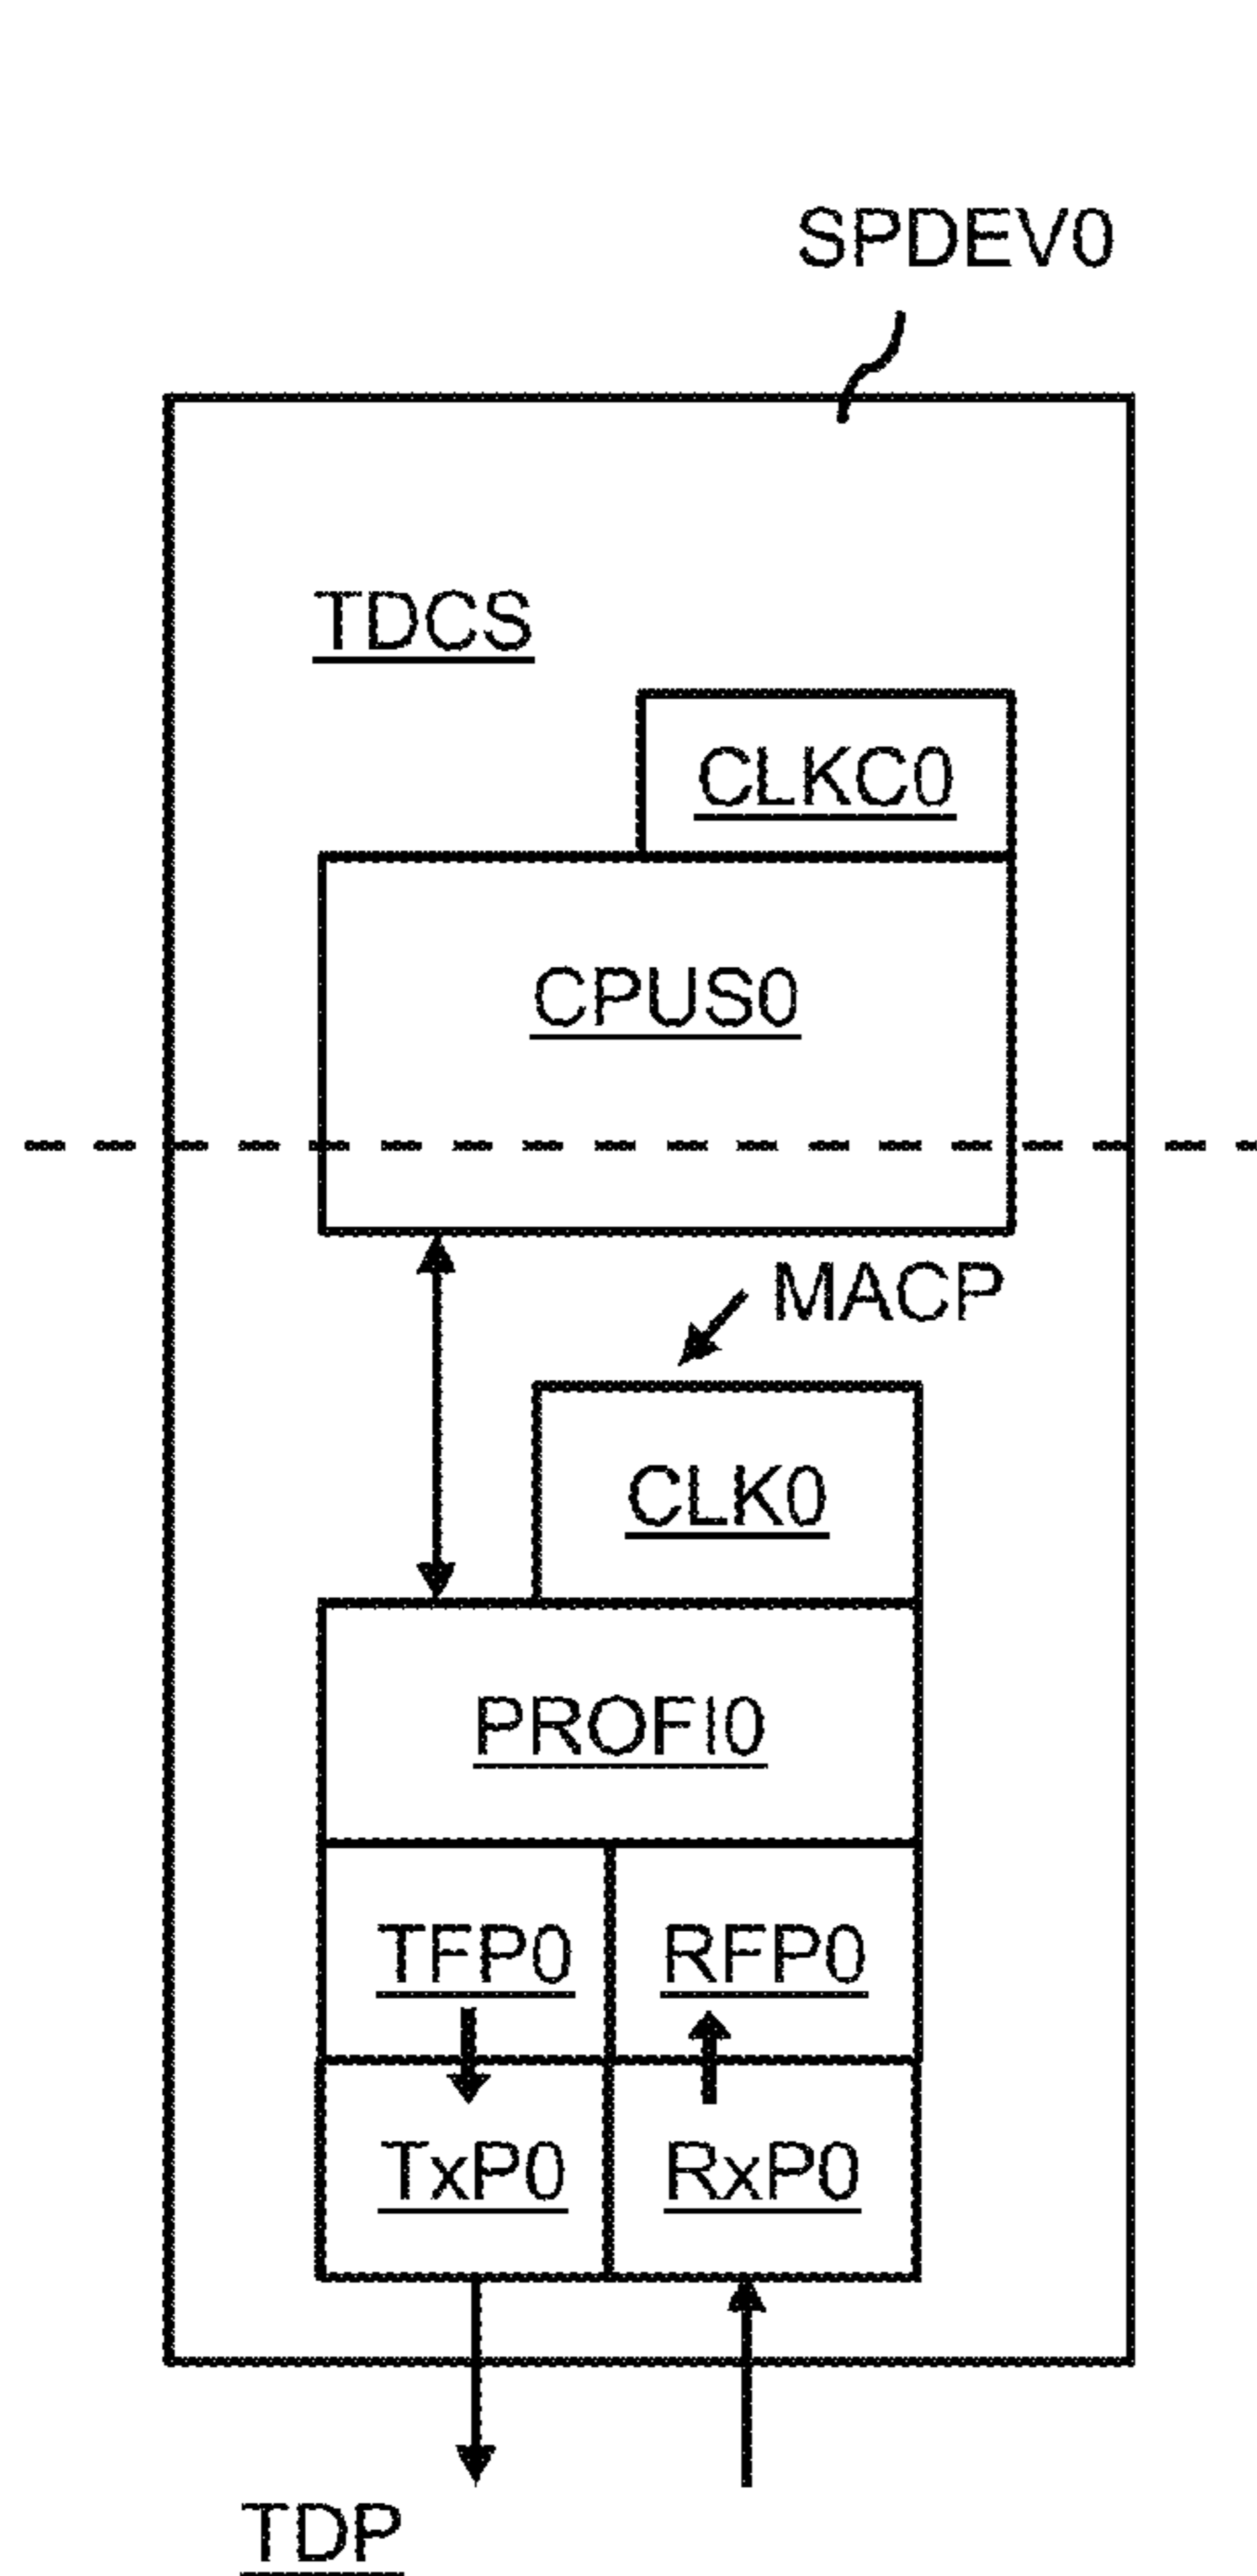 SPDEV0
TDCS
CLKC0
CPUS0
MACP
CLK0
PROFI0
TFP0 RFP0
TxP0 RxP0
TDP